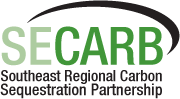 SECARB
Southeast Regional Carbon
Sequestration Partnership